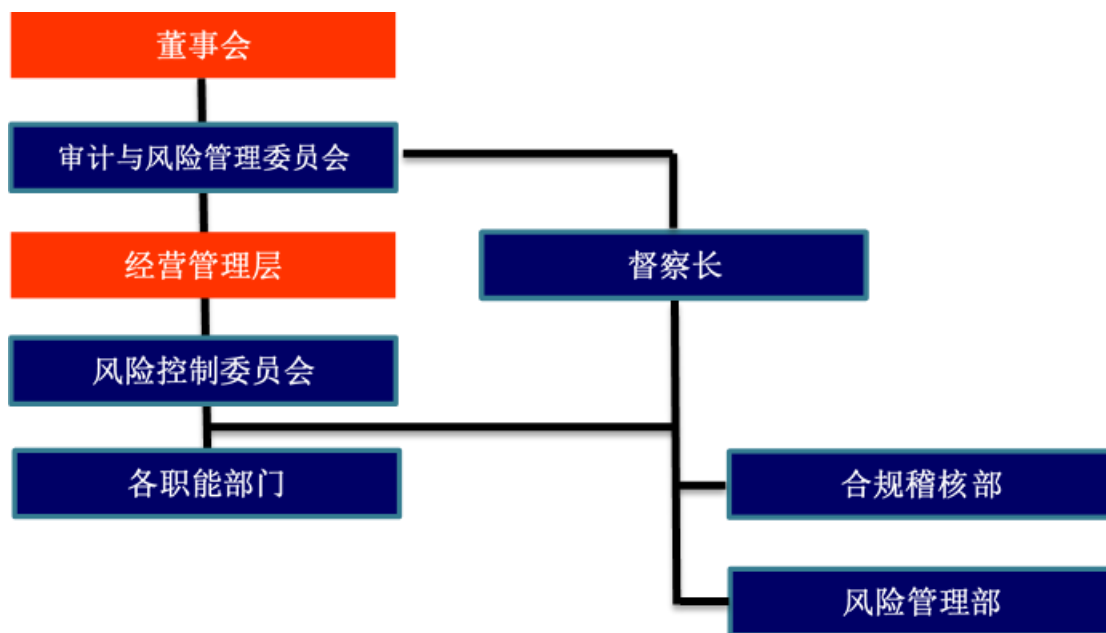 董事会
审计与风险管理委员会
经营管理层
督察长
风险控制委员会
各职能部门
合规稽核部
风险管理部